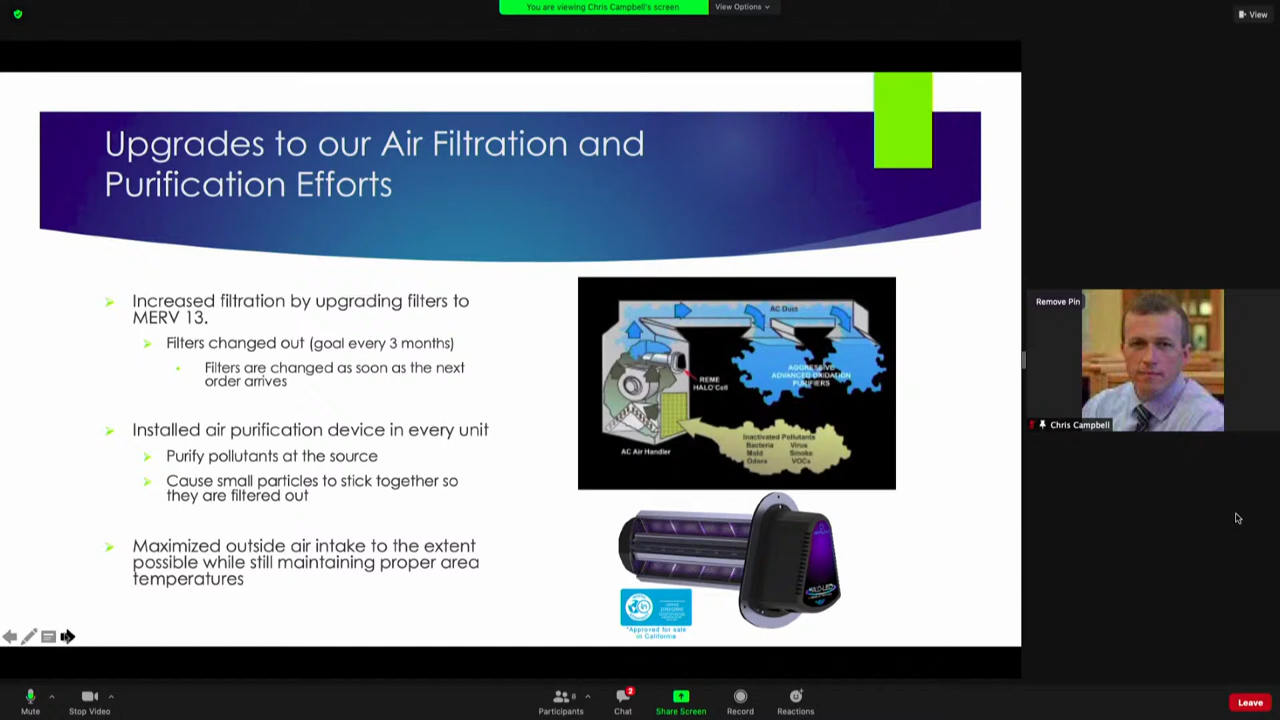 You are viewing Chris Campbell's screen
View Options
View
Upgrades to our Air Filtration and
Purification Efforts
Increased filtration by upgrading filters to
MERV 13.
Filters changed out (goal every 3 months)
Filters are changed as soon as the next
order arrives
Installed air purification device in every unit
Purify pollutants at the source
Cause small particles to stick together so
they are filtered out
Maximized outside air intake to the extent
possible while still maintaining proper area
temperatures
AC Duct
REME
HALO Cell
AGGRESSIVE
ADVANCED OXIDATION
PURIFIERS
AC Air Handler
Inactivated Pollutants
Bacteria Virus
Mold Smoke
Odors VOCs
*Approved for sale
in California
Remove Pin
Chris Campbell
Mute
Stop Video
Participants
8
Chat
2
Share Screen
Record
Reactions
Leave